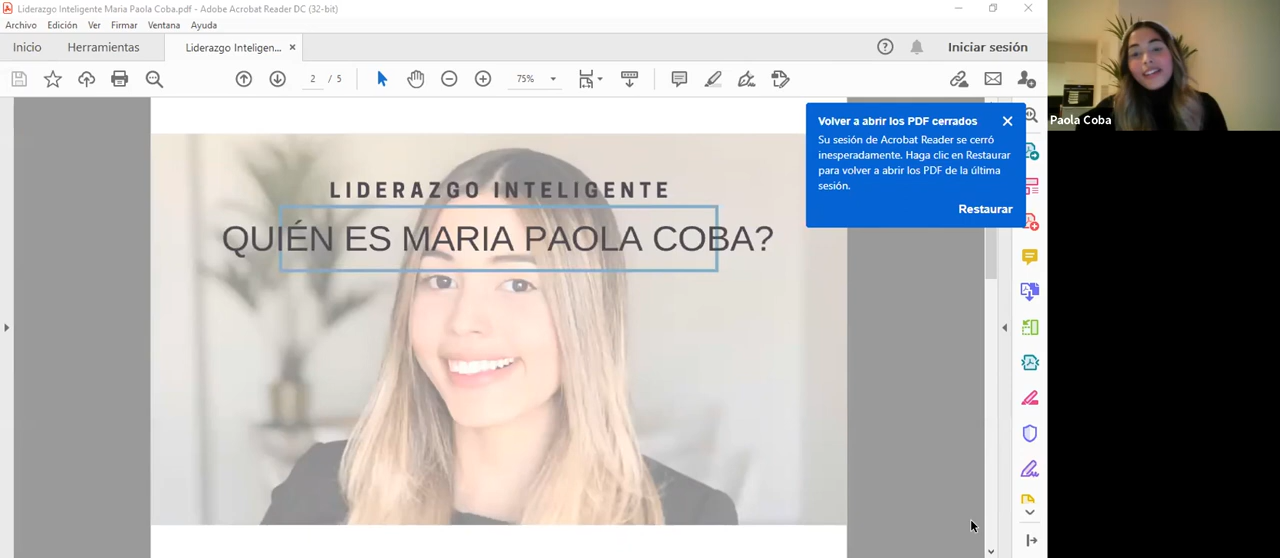 Liderazgo Inteligente Maria Paola Coba.pdf - Adobe Acrobat Reader DC (32-bit)
Archivo Edición Ver Firmar Ventana Ayuda
Inicio Herramientas Liderazgo Inteligen... Iniciar sesión
2 / 5 75%
Volver a abrir los PDF cerrados
Su sesión de Acrobat Reader se cerró
inesperadamente. Haga clic en Restaurar
para volver a abrir los PDF de la última
sesión.
Restaurar
Paola Coba
LIDERAZGO INTELIGENTE
QUIÉN ES MARIA PAOLA COBA?